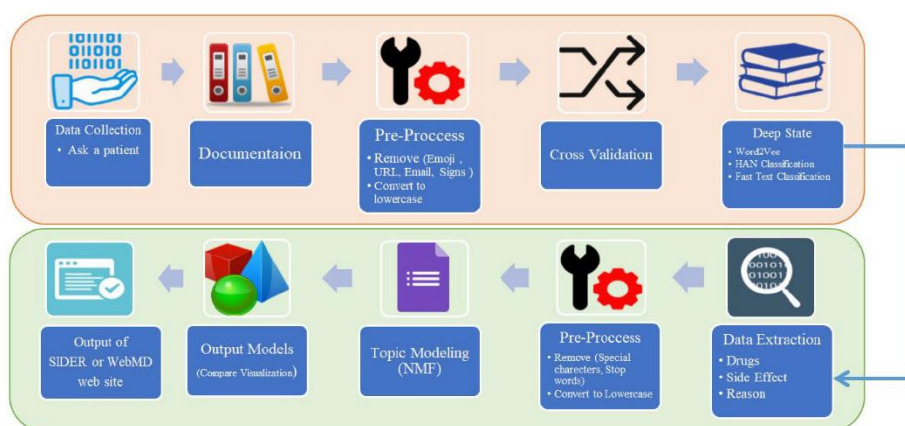 Data Collection
• Ask a patient
Documentaion
Pre-Proccess
• Remove (Emoji ,
URL, Email, Signs )
• Convert to
lowercase
Cross Validation
Deep State
• Word2Vec
• HAN Classification
• Fast Text Classification
Output of
SIDER or WebMD
web site
Output Models
(Compare Visualization)
Topic Modeling
(NMF)
Pre-Proccess
• Remove (Special
charecters, Stop
words)
• Convert to Lowercase
Data Extraction
• Drugs
• Side Effect
• Reason